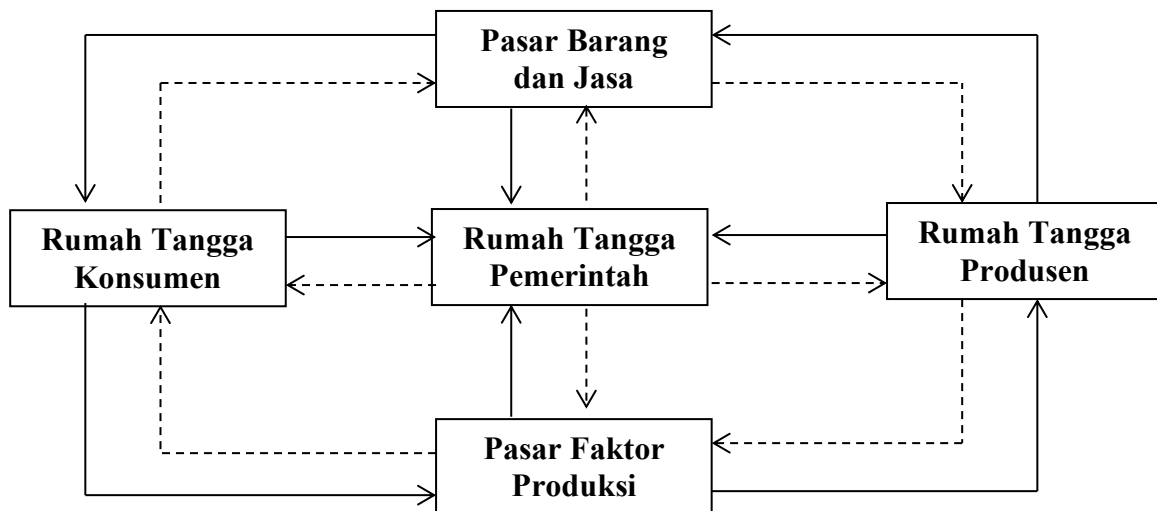 Pasar Barang
dan Jasa
Rumah Tangga
Konsumen
Rumah Tangga
Pemerintah
Rumah Tangga
Produsen
Pasar Faktor
Produksi